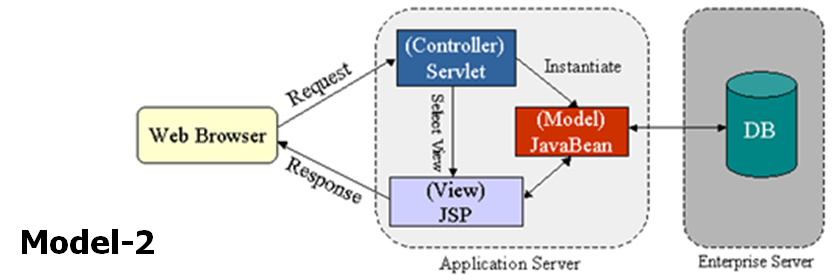 (Controller)
Servlet
Request
Instantiate
Select View
(Model)
JavaBean
Web Browser
DB
Response
(View)
JSP
Model-2
Application Server
Enterprise Server